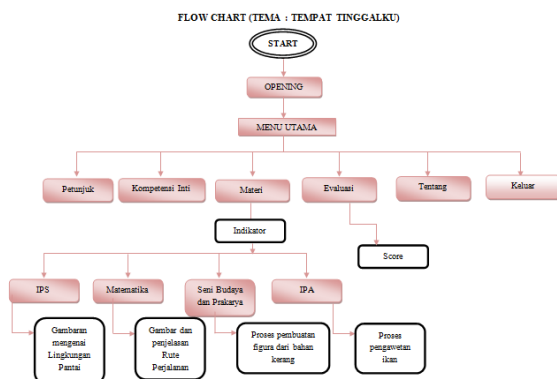 FLOW CHART (TEMA : TEMPAT TINGGALKU)
START
OPENING
MENU UTAMA
Petunjuk
Kompetensi Inti
Materi
Evaluasi
Tentang
Keluar
Indikator
Score
IPS
Matematika
Seni Budaya
dan Prakarya
IPA
Gambaran
mengenai
Lingkungan
Pantai
Gambar dan
penjelasan
Rute
Perjalanan
Proses pembuatan
figura dari bahan
kerang
Proses
pengawetan
ikan